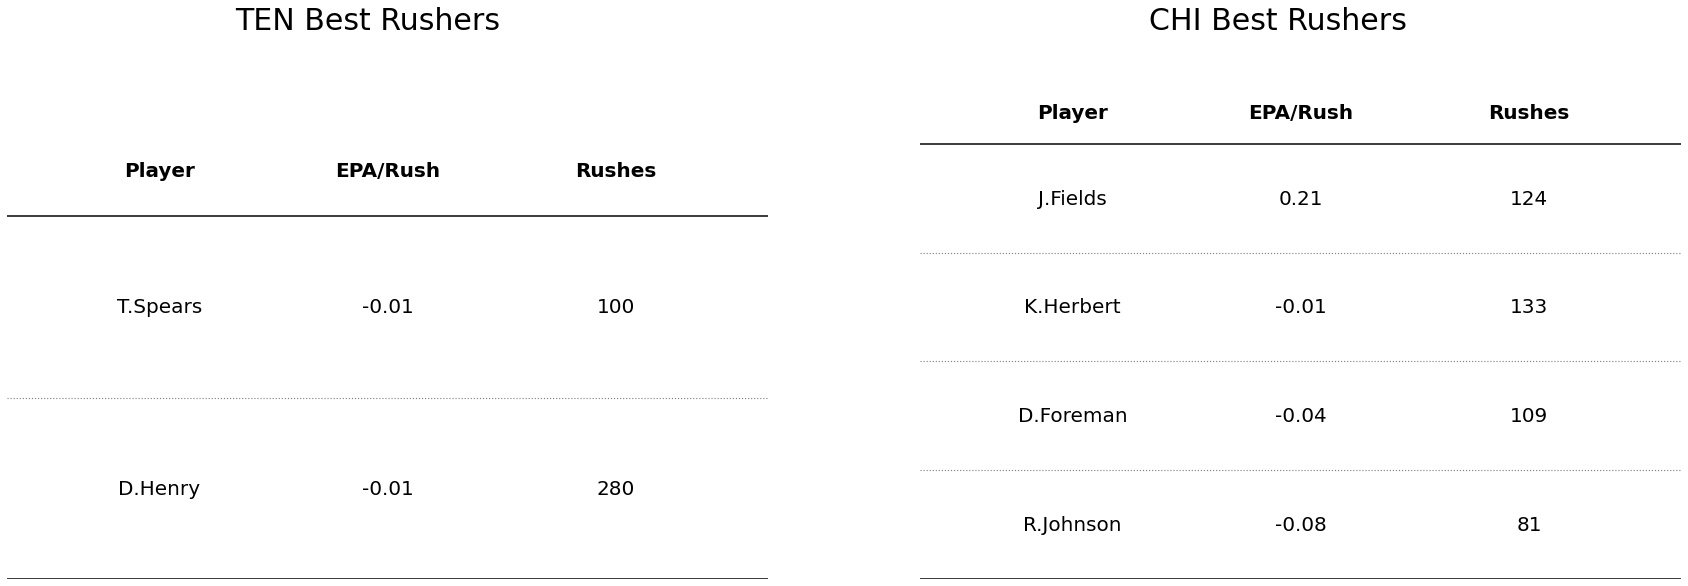 TEN Best Rushers
Player EPA/Rush Rushes
T.Spears -0.01 100
D.Henry -0.01 280
CHI Best Rushers
Player EPA/Rush Rushes
J.Fields 0.21 124
K.Herbert -0.01 133
D.Foreman -0.04 109
R.Johnson -0.08 81